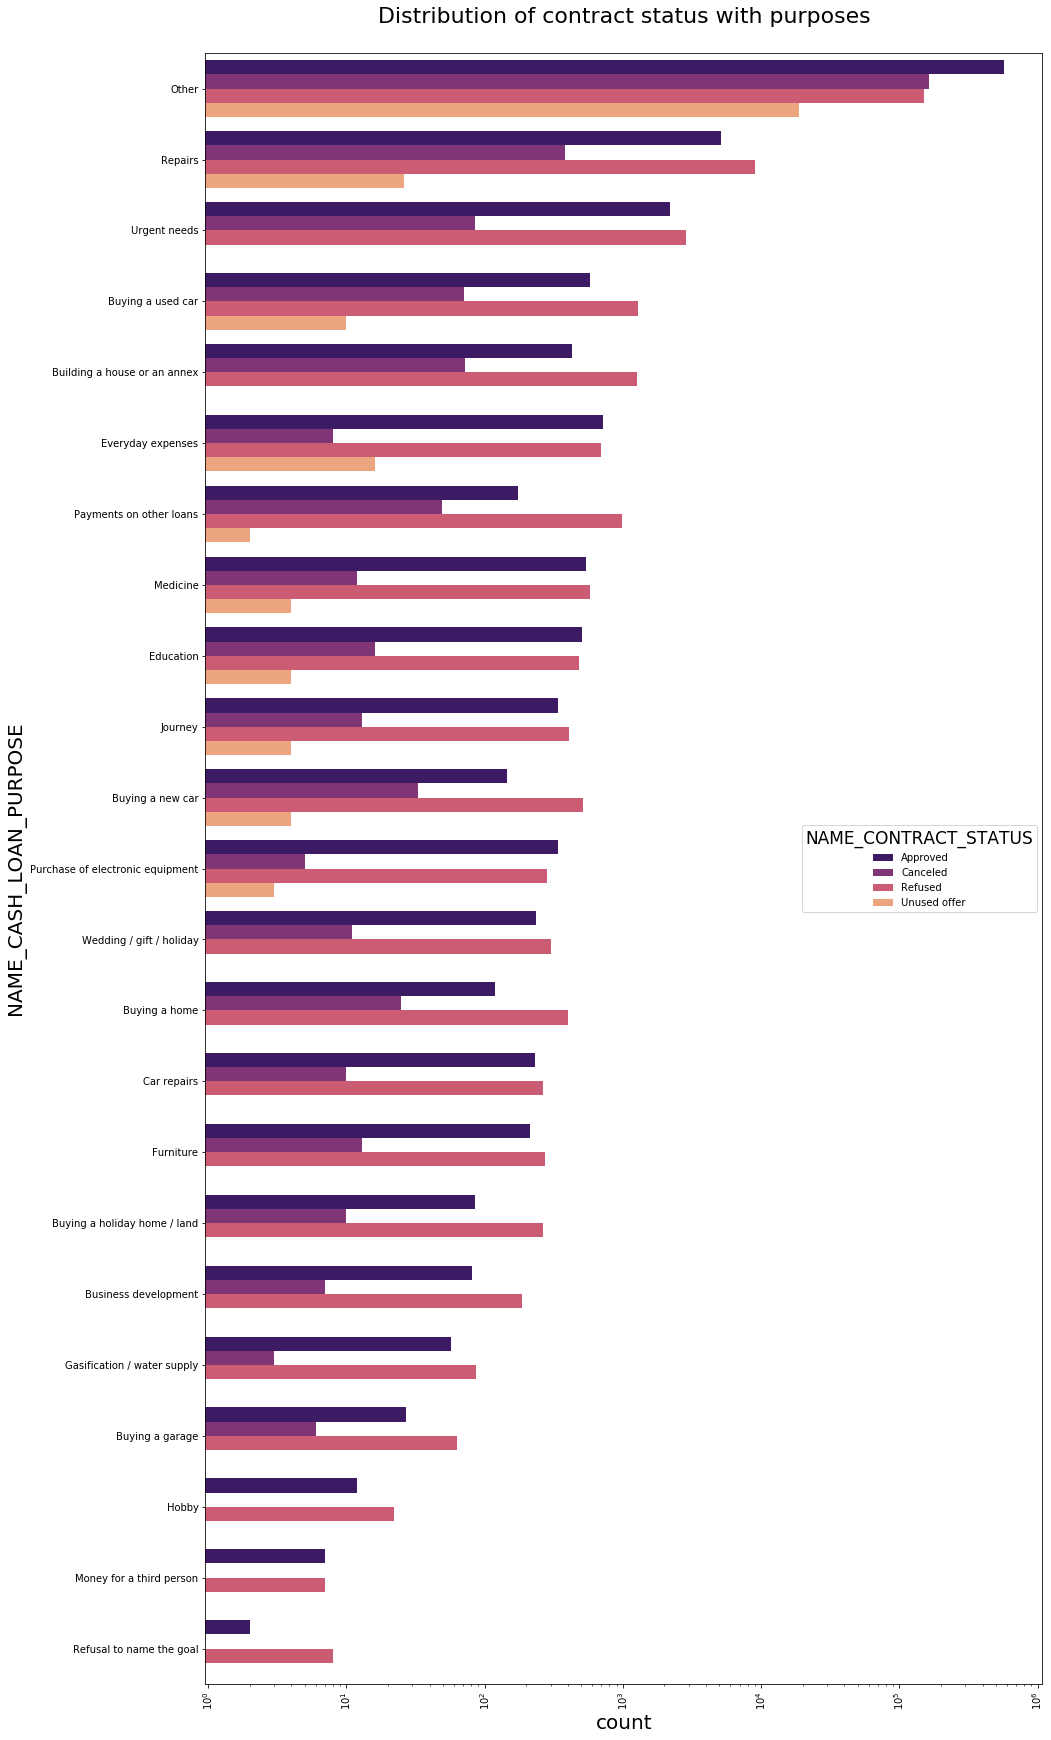 Distribution of contract status with purposes
NAME_CASH_LOAN_PURPOSE
Other
Repairs
Urgent needs
Buying a used car
Building a house or an annex
Everyday expenses
Payments on other loans
Medicine
Education
Journey
Buying a new car
Purchase of electronic equipment
Wedding / gift / holiday
Buying a home
Car repairs
Furniture
Buying a holiday home / land
Business development
Gasification / water supply
Buying a garage
Hobby
Money for a third person
Refusal to name the goal
NAME_CONTRACT_STATUS
Approved
Canceled
Refused
Unused offer
10⁰ 10¹ 10² 10³ 10⁴ 10⁵ 10⁶
count